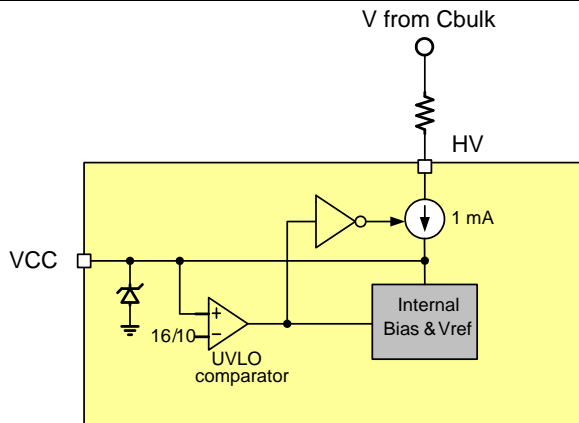 V from Cbulk
HV
1 mA
VCC
+
16/10 −
UVLO
comparator
Internal
Bias & Vref